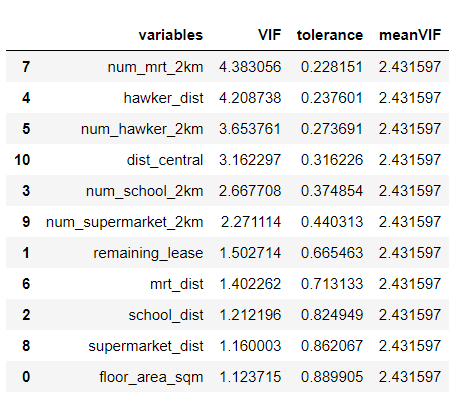 variables VIF tolerance meanVIF
7 num_mrt_2km 4.383056 0.228151 2.431597
4 hawker_dist 4.208738 0.237601 2.431597
5 num_hawker_2km 3.653761 0.273691 2.431597
10 dist_central 3.162297 0.316226 2.431597
3 num_school_2km 2.667708 0.374854 2.431597
9 num_supermarket_2km 2.271114 0.440313 2.431597
1 remaining_lease 1.502714 0.665463 2.431597
6 mrt_dist 1.402262 0.713133 2.431597
2 school_dist 1.212196 0.824949 2.431597
8 supermarket_dist 1.160003 0.862067 2.431597
0 floor_area_sqm 1.123715 0.889905 2.431597